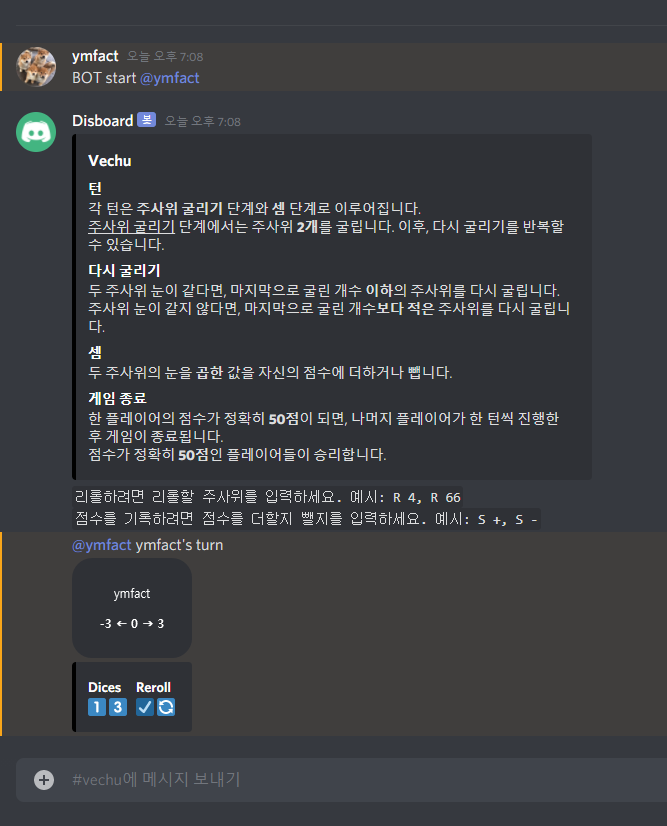 ymfact 오늘 오후 7:08
BOT start @ymfact
Disboard 봇 오늘 오후 7:08
Vechu
턴
각 턴은 주사위 굴리기 단계와 셈 단계로 이루어집니다.
주사위 굴리기 단계에서는 주사위 2개를 굴립니다. 이후, 다시 굴리기를 반복할
수 있습니다.
다시 굴리기
두 주사위 눈이 같다면, 마지막으로 굴린 개수 이하의 주사위를 다시 굴립니다.
주사위 눈이 같지 않다면, 마지막으로 굴린 개수보다 적은 주사위를 다시 굴립니
다.
셈
두 주사위의 눈을 곱한 값을 자신의 점수에 더하거나 뺍니다.
게임 종료
한 플레이어의 점수가 정확히 50점이 되면, 나머지 플레이어가 한 턴씩 진행한
후 게임이 종료됩니다.
점수가 정확히 50점인 플레이어들이 승리합니다.
리롤하려면 리롤할 주사위를 입력하세요. 예시: R 4, R 66
점수를 기록하려면 점수를 더할지 뺄지를 입력하세요. 예시: S +, S -
@ymfact ymfact's turn
ymfact
-3 ← 0 → 3
Dices Reroll
1 3
#vechu에 메시지 보내기